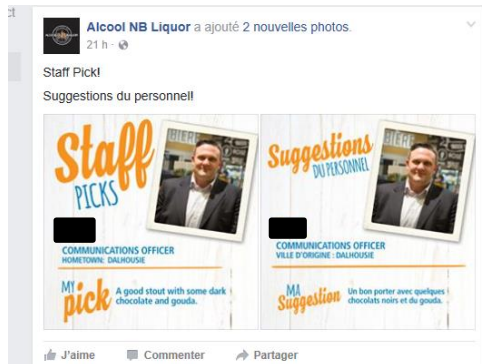 ct
Alcool NB Liquor a ajouté 2 nouvelles photos.
21 h
Staff Pick!
Suggestions du personnel!
Staff
PICKS
COMMUNICATIONS OFFICER
HOMETOWN: DALHOUSIE
MY pick
A good stout with some dark
chocolate and gouda.
Suggestions
DU PERSONNEL
COMMUNICATIONS OFFICER
VILLE D'ORIGINE : DALHOUSIE
MA Suggestion
Un bon porter avec quelques
chocolats noirs et du gouda.
J'aime Commenter Partager